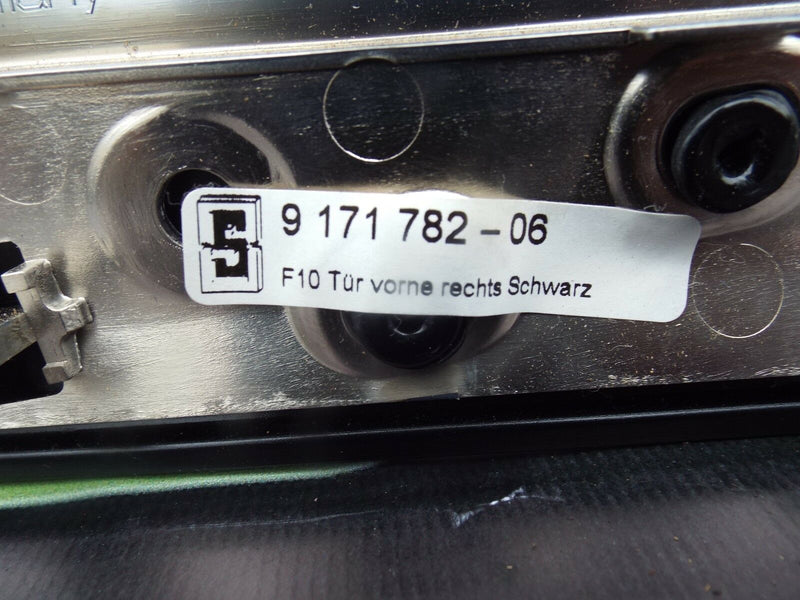 S
9 171 782 - 06
F10 Tür vorne rechts Schwarz